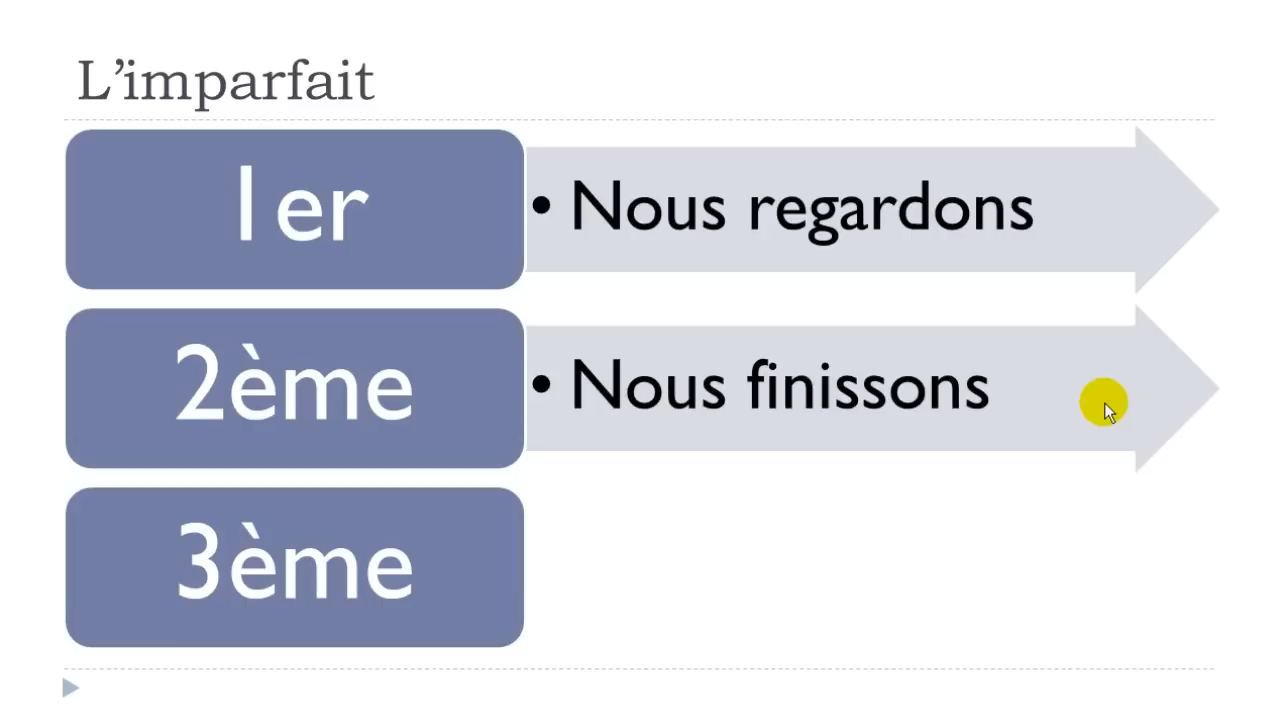 L’imparfait
1er
• Nous regardons
2ème
• Nous finissons
3ème